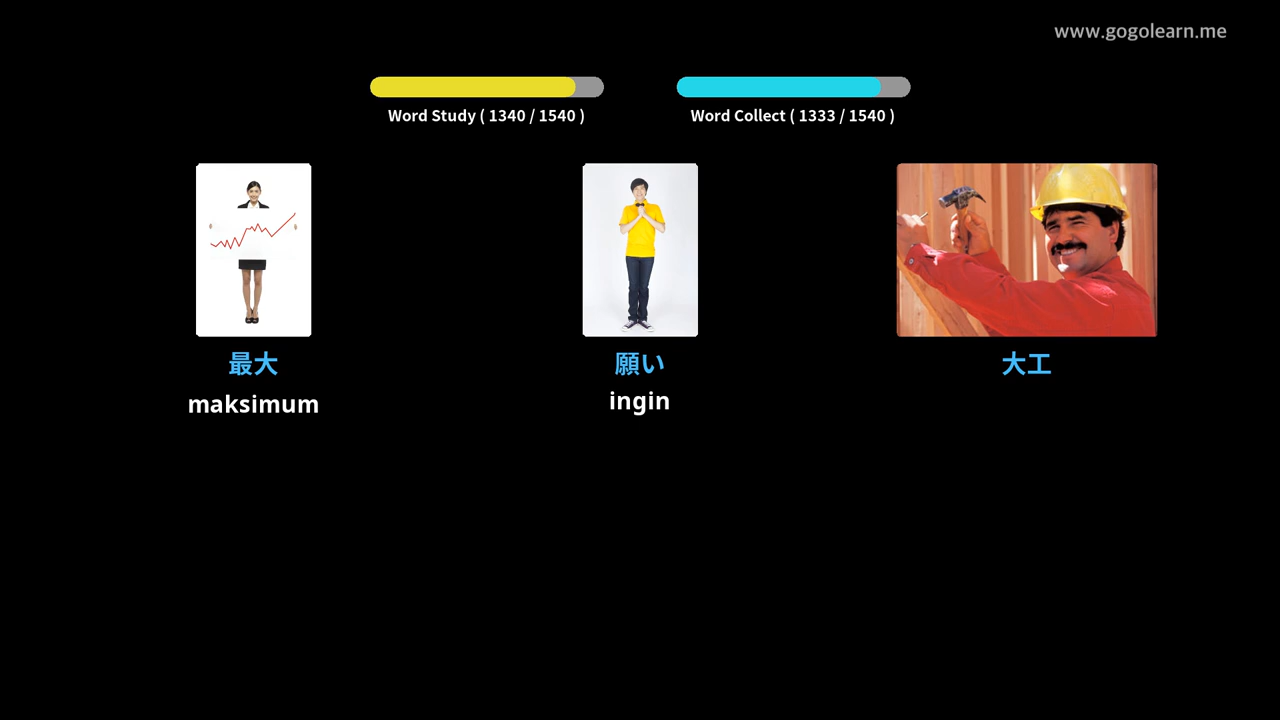 www.gogolearn.me
Word Study ( 1340 / 1540 )
Word Collect ( 1333 / 1540 )
最大
maksimum
願い
ingin
大工